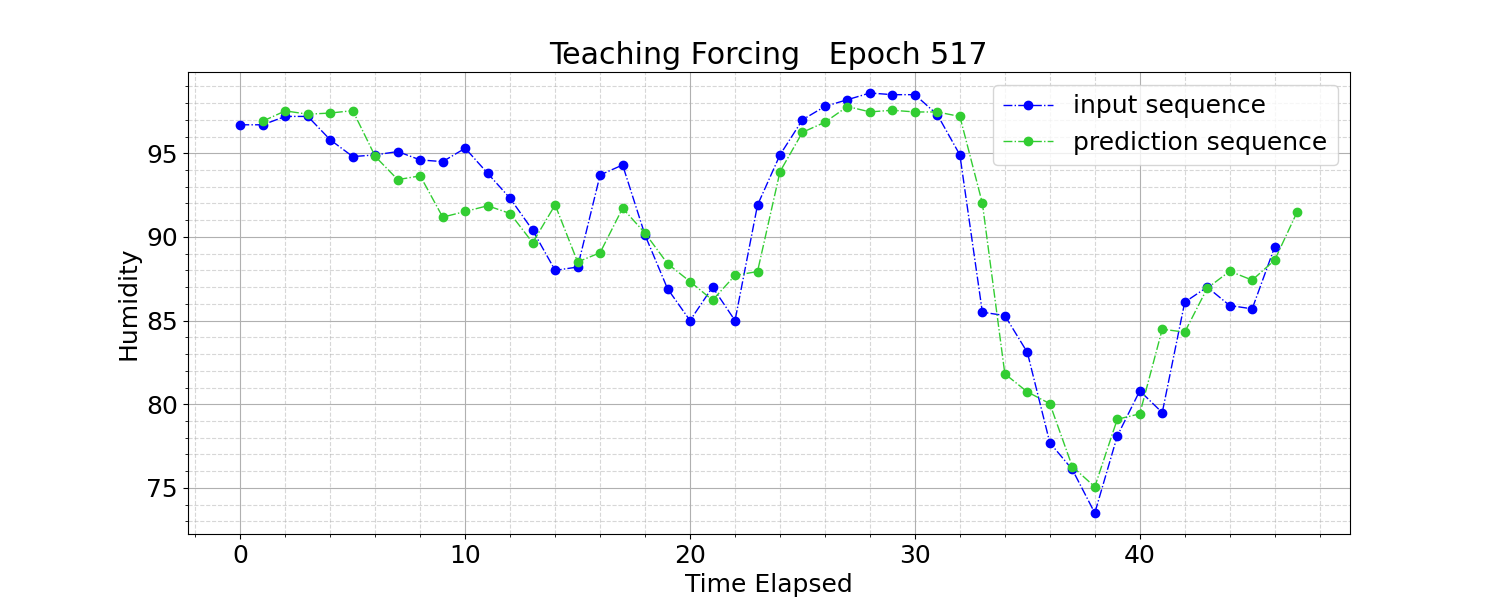 Teaching Forcing   Epoch 517
input sequence
prediction sequence
Humidity
95
90
85
80
75
0 10 20 30 40
Time Elapsed